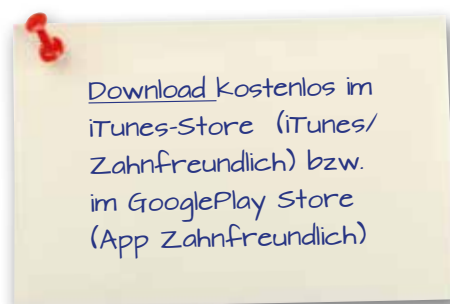 Download kostenlos im
iTunes-Store (iTunes/
Zahnfreundlich) bzw.
im GooglePlay Store
(App Zahnfreundlich)